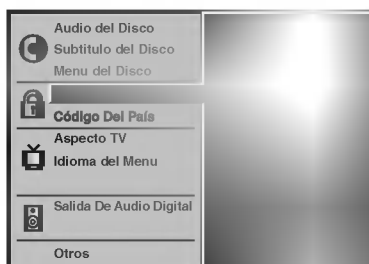 Audio del Disco
Subtitulo del Disco
Menu del Disco
Código Del País
Aspecto TV
Idioma del Menu
Salida De Audio Digital
Otros